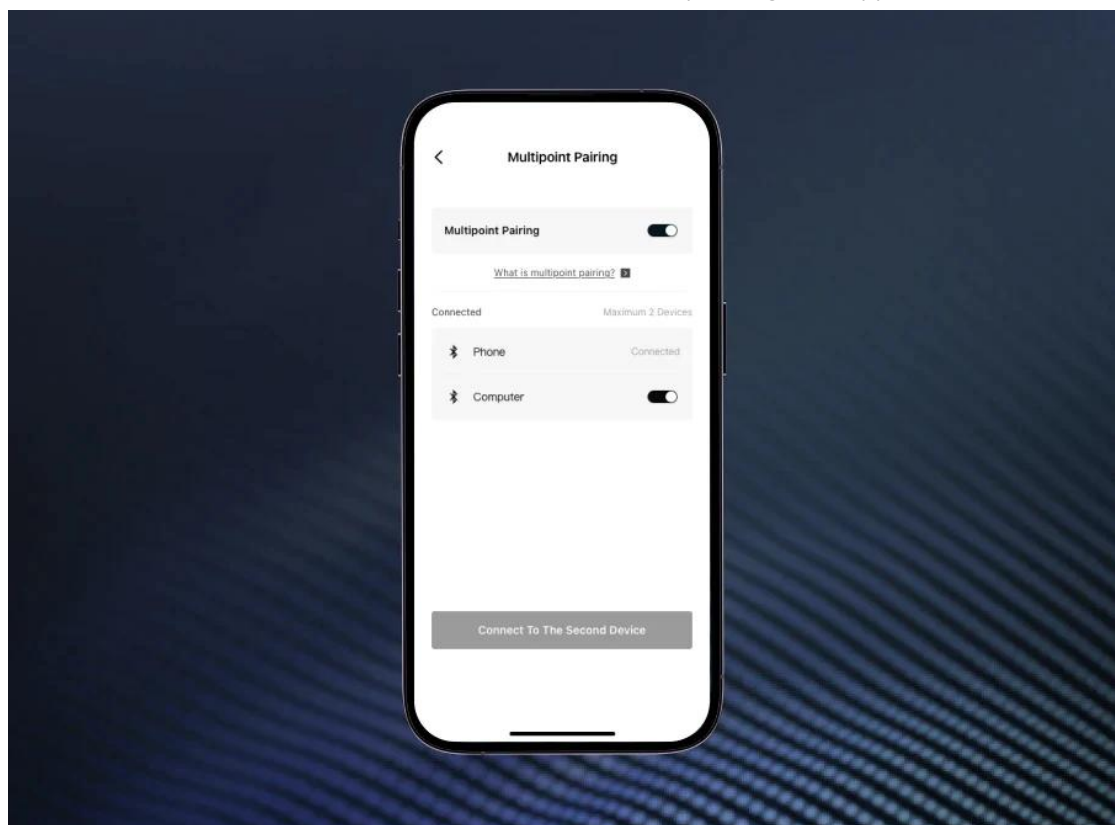 Multipoint Pairing
Multipoint Pairing
What is multipoint pairing?
Connected Maximum 2 Devices
Phone Connected
Computer
Connect To The Second Device